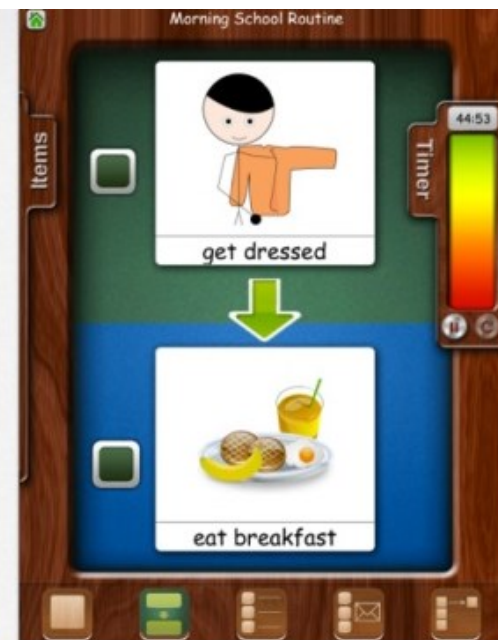 Morning School Routine
Items
44:53
Timer
get dressed
eat breakfast